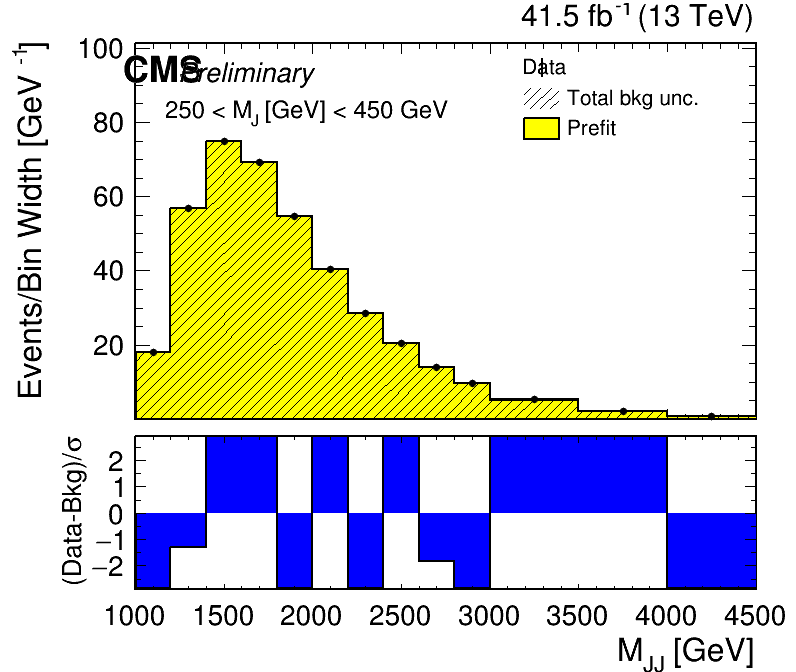 41.5 fb⁻¹ (13 TeV)
CMS Preliminary
250 < M_J [GeV] < 450 GeV
Data
Total bkg unc.
Prefit
Events/Bin Width [GeV⁻¹]
100
80
60
40
20
(Data-Bkg)/σ
2
1
0
−1
−2
1000 1500 2000 2500 3000 3500 4000 4500
M_JJ [GeV]